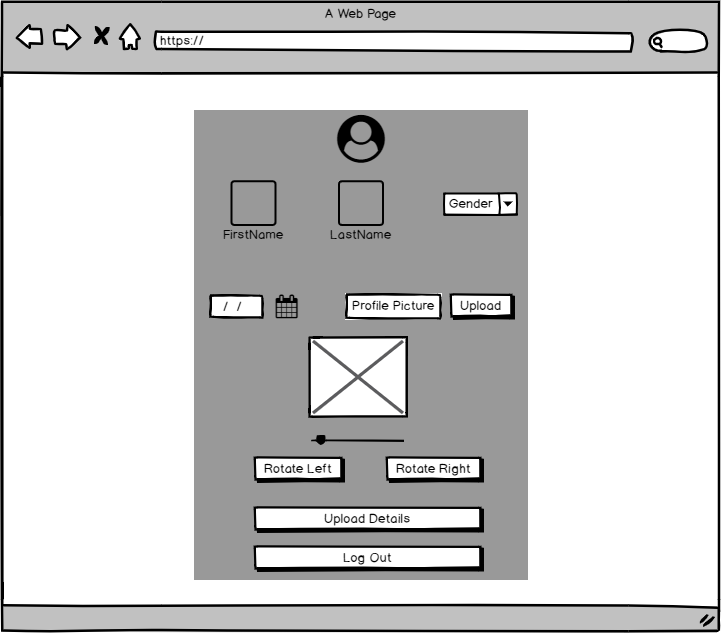 A Web Page
https://
Gender
FirstName
LastName
/ /
Profile Picture
Upload
Rotate Left
Rotate Right
Upload Details
Log Out